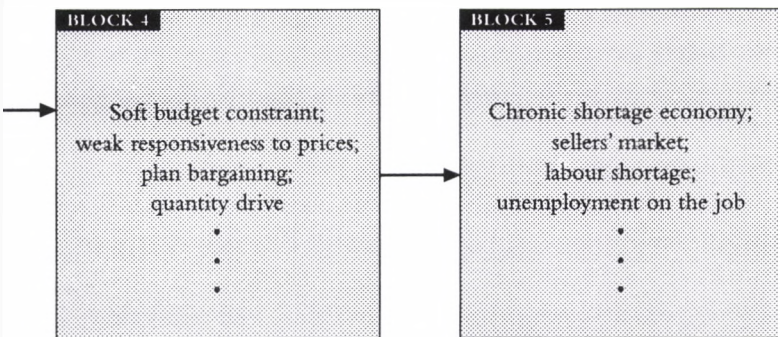 BLOCK 4
Soft budget constraint;
weak responsiveness to prices;
plan bargaining;
quantity drive
BLOCK 5
Chronic shortage economy;
sellers' market;
labour shortage;
unemployment on the job